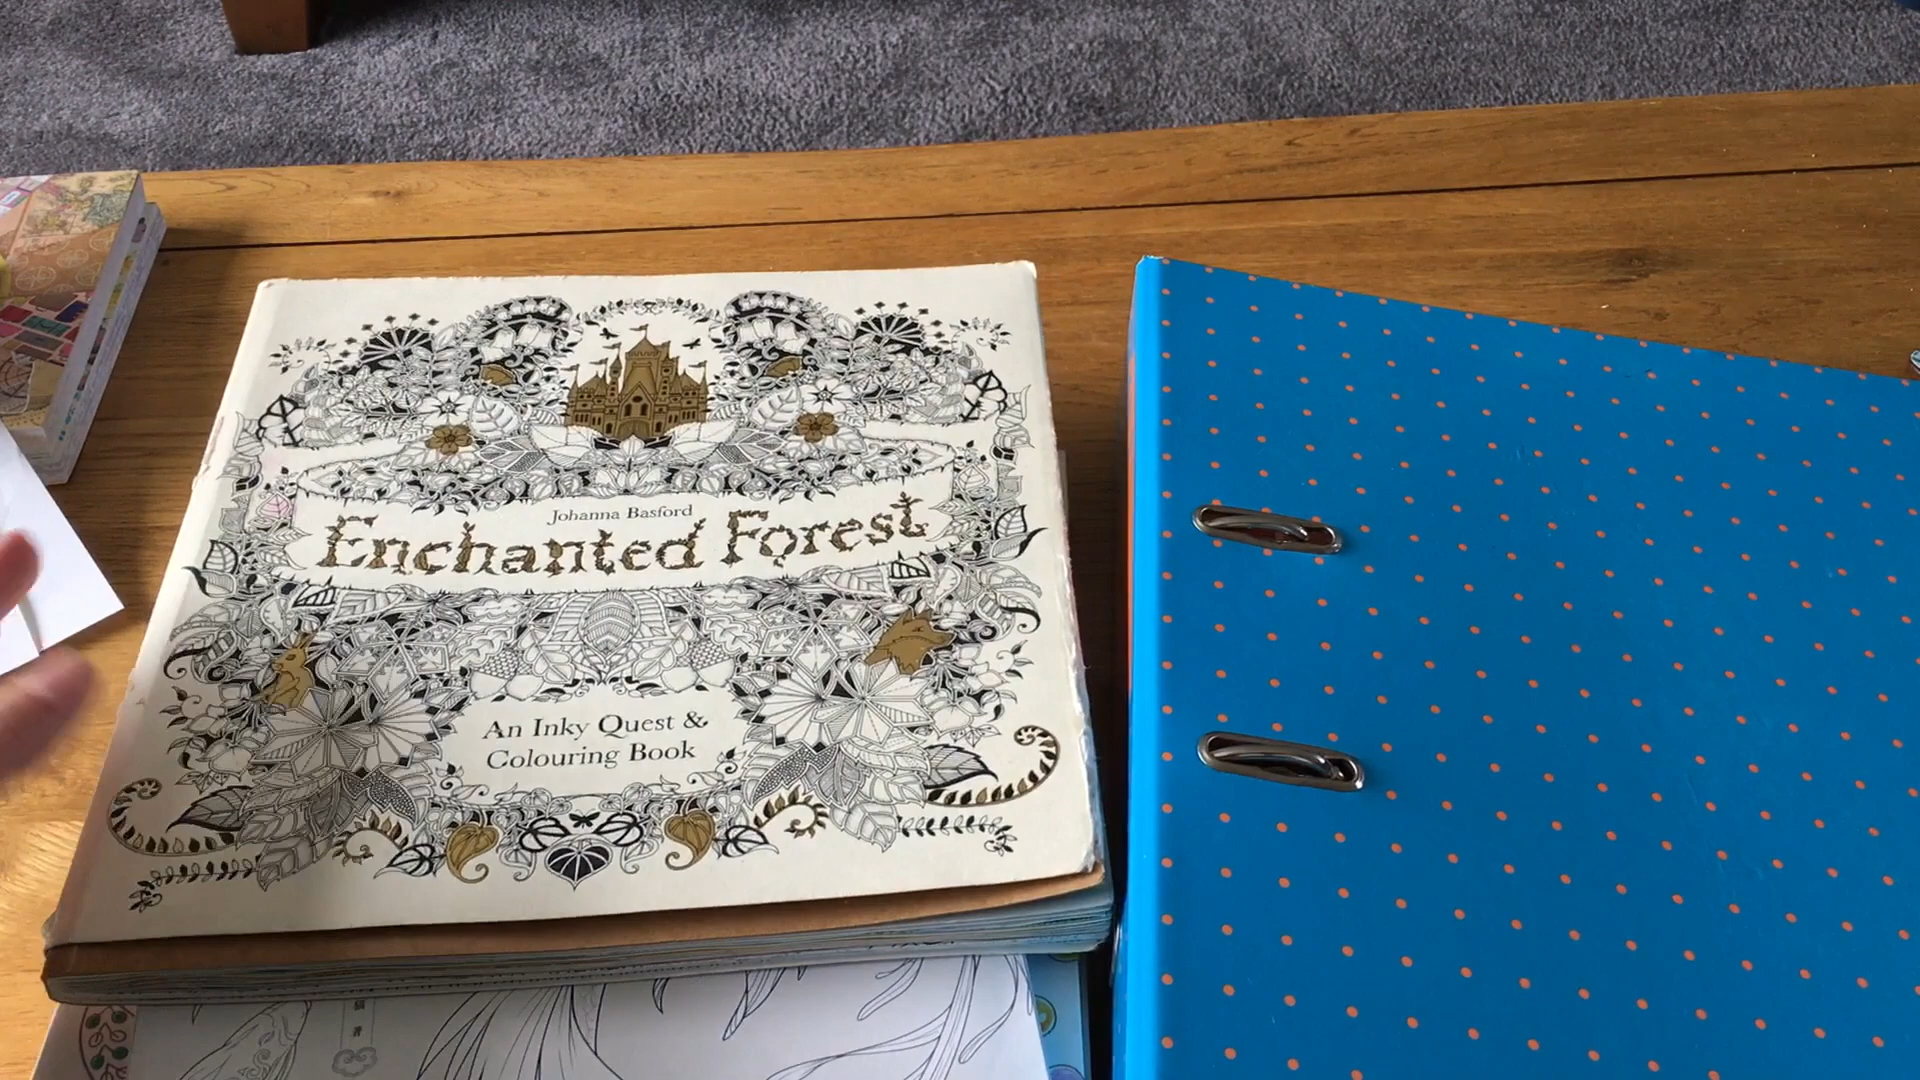 Johanna Basford
Enchanted Forest
An Inky Quest &
Colouring Book